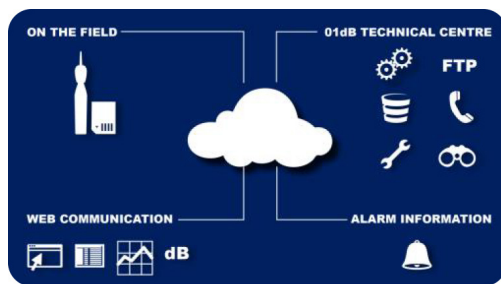 ON THE FIELD
01dB TECHNICAL CENTRE
FTP
WEB COMMUNICATION
ALARM INFORMATION
dB